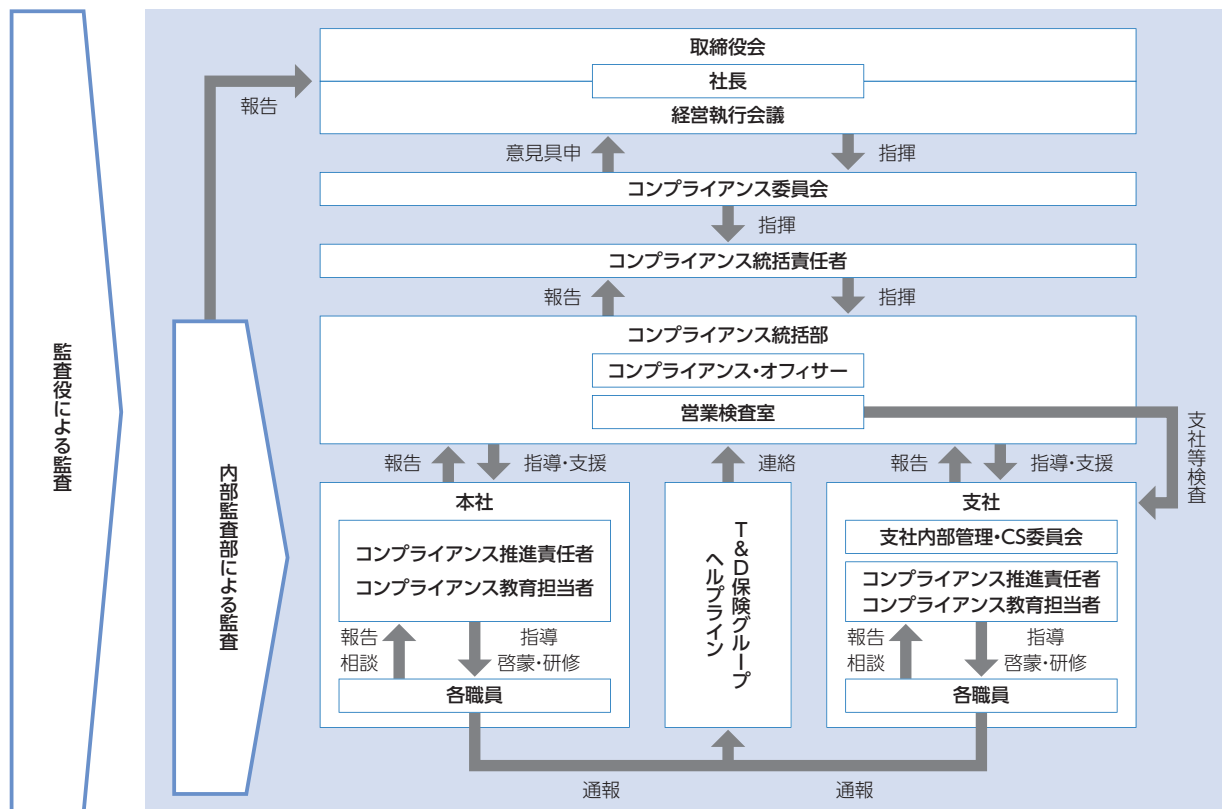 取締役会
社長
経営執行会議
報告
意見具申
指揮
コンプライアンス委員会
指揮
コンプライアンス統括責任者
報告
指揮
コンプライアンス統括部
コンプライアンス・オフィサー
営業検査室
支社等検査
監査役による監査
内部監査部による監査
報告
指導・支援
連絡
報告
指導・支援
本社
コンプライアンス推進責任者
コンプライアンス教育担当者
報告
相談
指導
啓蒙・研修
各職員
T&D保険グループ
ヘルプライン
支社
支社内部管理・CS委員会
コンプライアンス推進責任者
コンプライアンス教育担当者
報告
相談
指導
啓蒙・研修
各職員
通報
通報